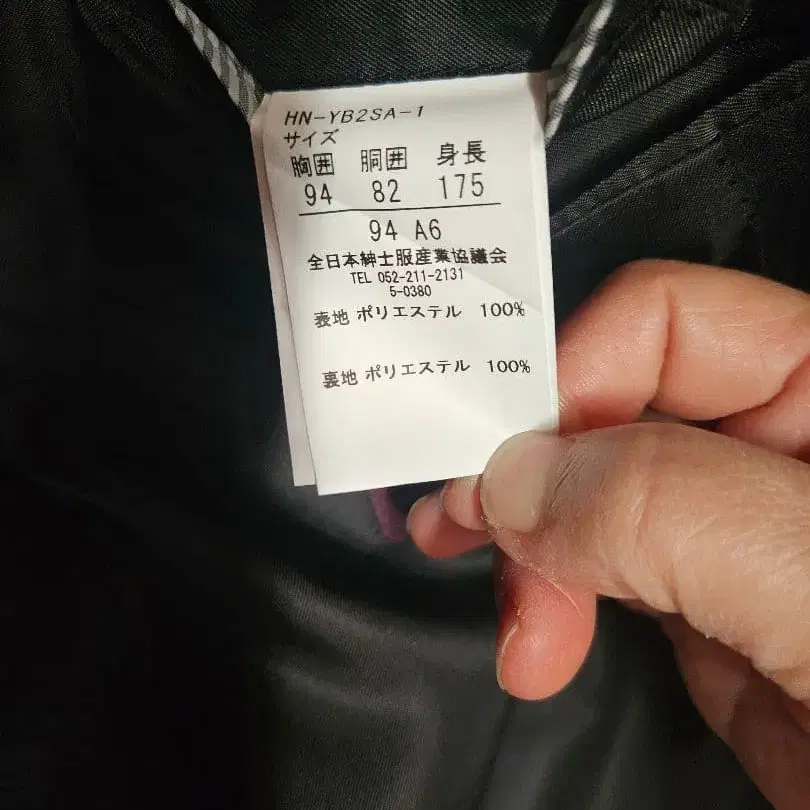 HN-YB2SA-1
サイズ
胸囲 胴囲 身長
94 82 175
94 A6
全日本紳士服産業協議会
TEL 052-211-2131
5-0380
表地 ポリエステル 100%
裏地 ポリエステル 100%